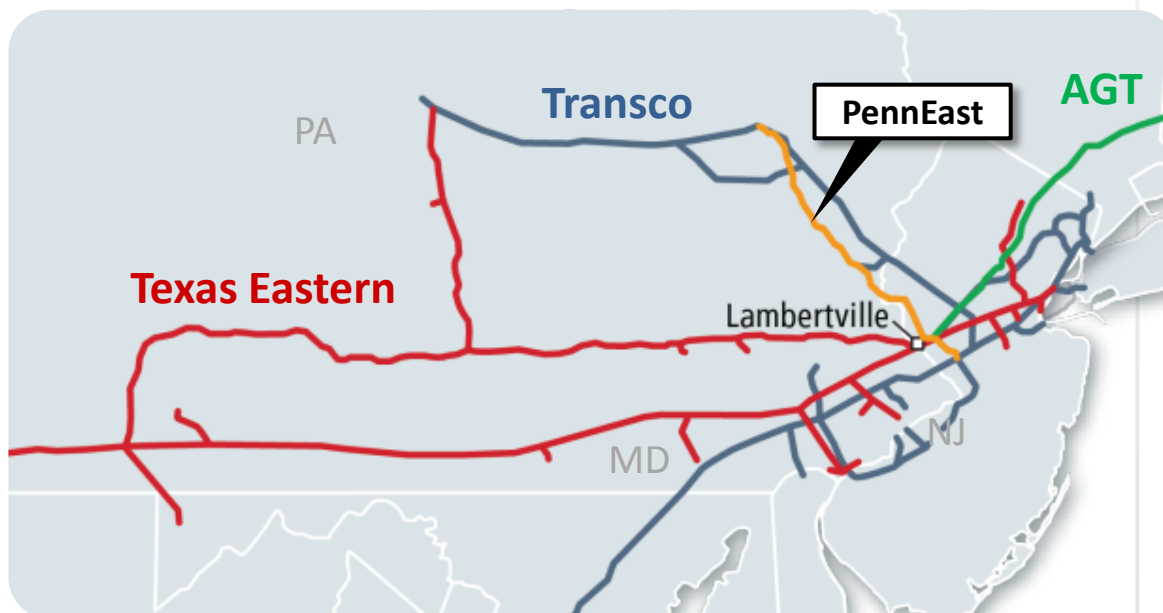 Transco
AGT
PennEast
PA
Texas Eastern
Lambertville
NJ
MD